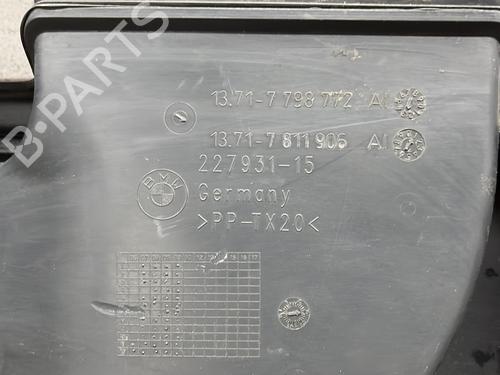 B-PARTS
13.71-7 798 772 AI
13.71-7 811 906 AI
227931-15
BMW
Germany
>PP-TX20<